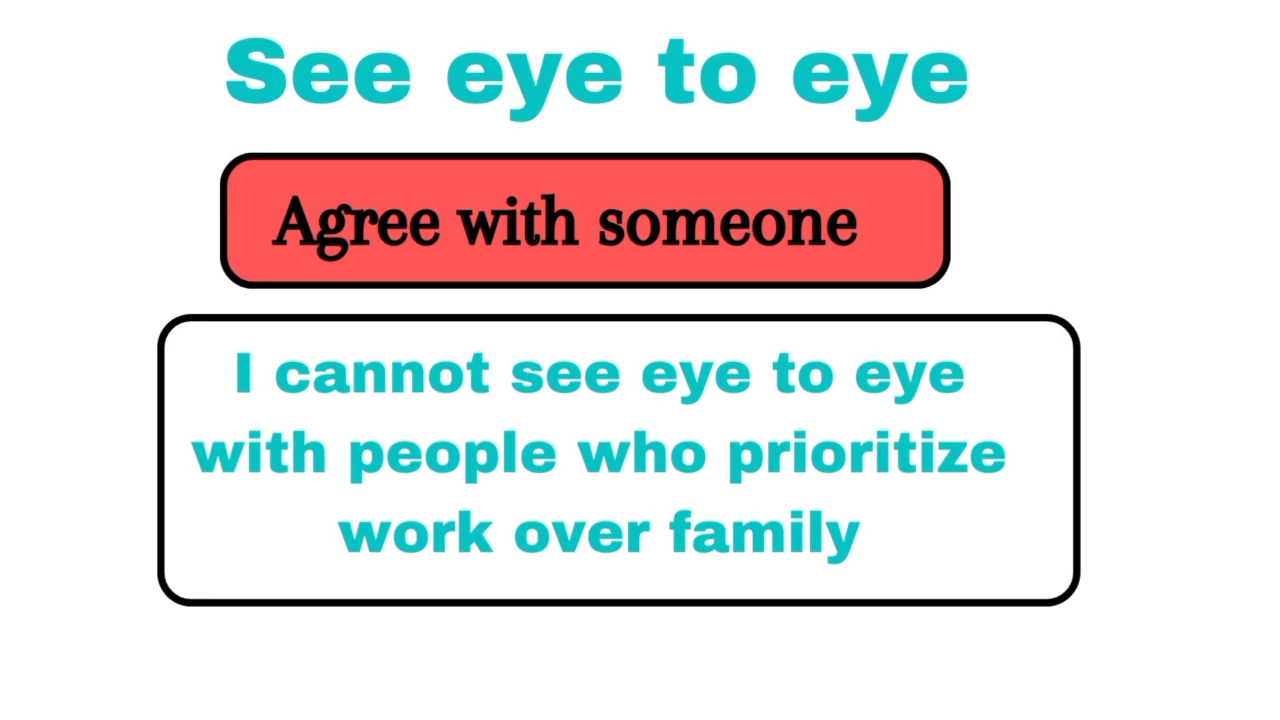 See eye to eye
Agree with someone
I cannot see eye to eye
with people who prioritize
work over family